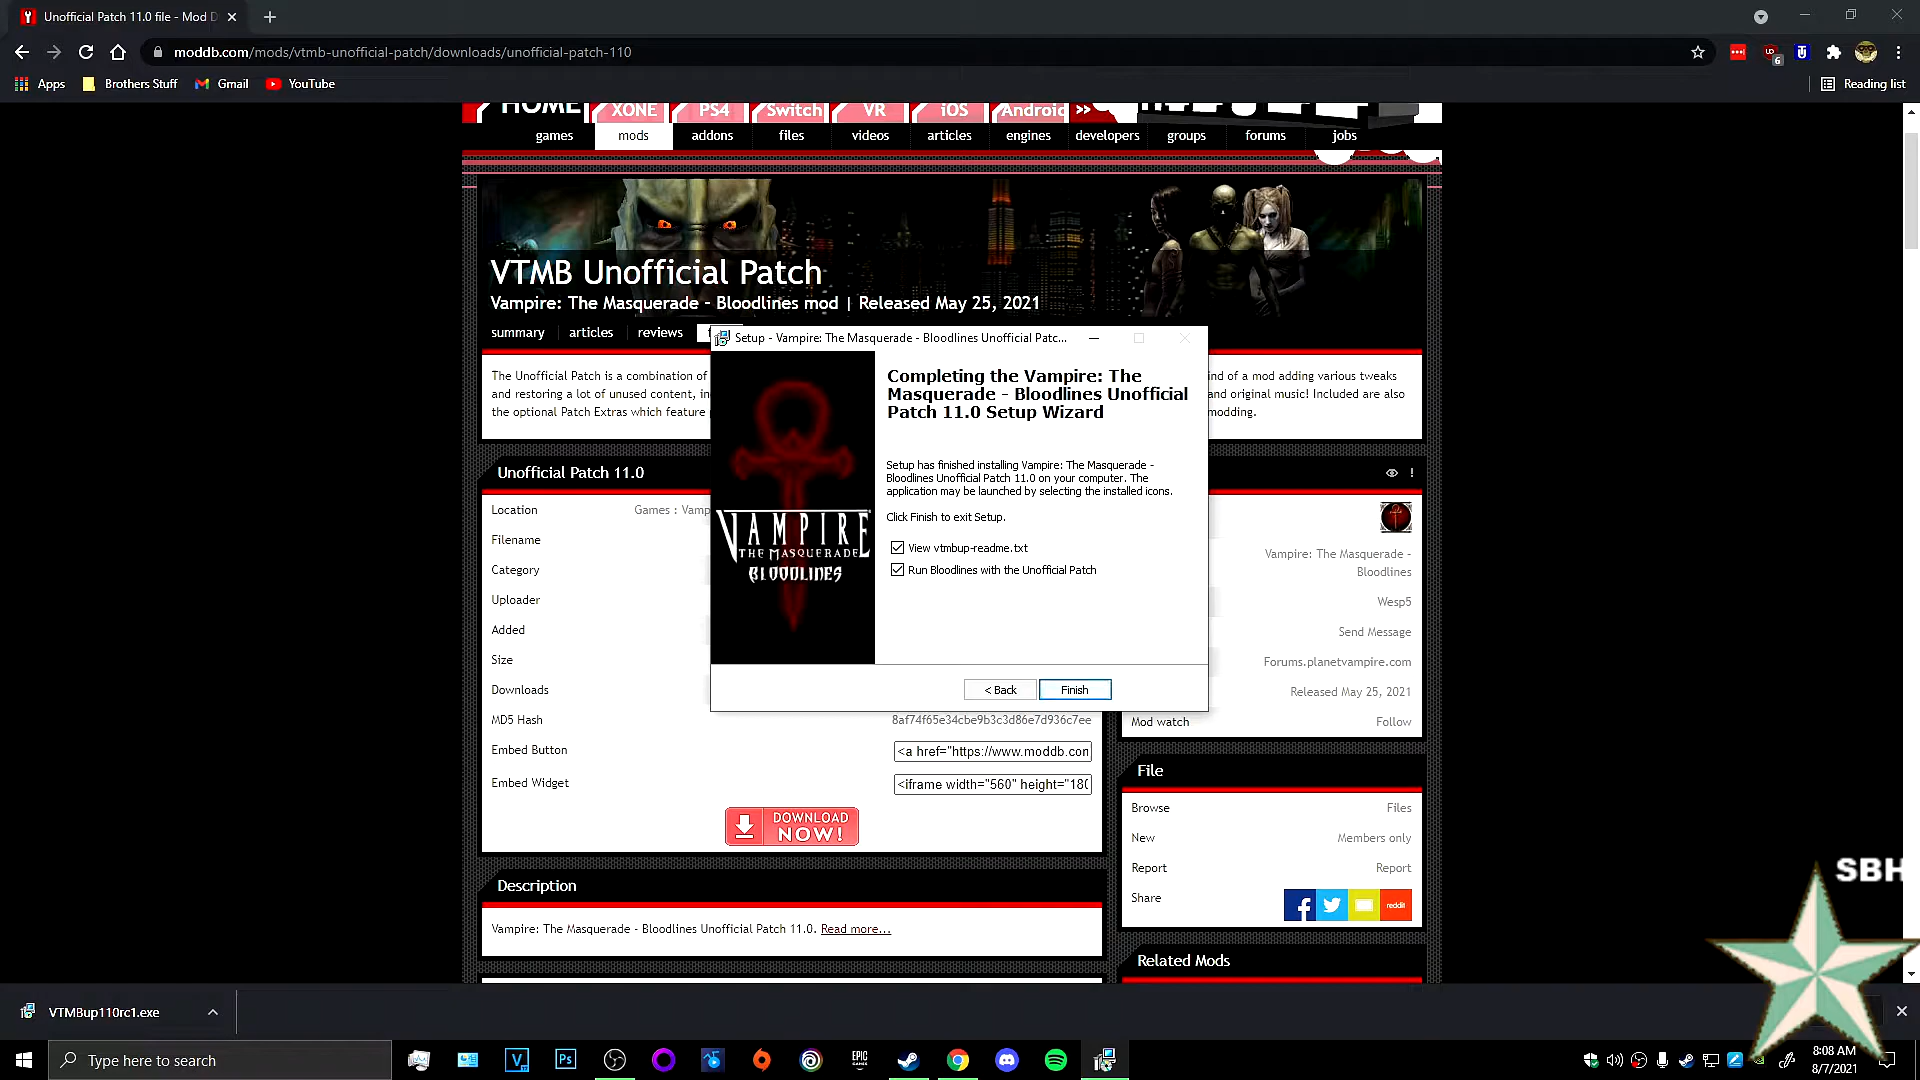 Unofficial Patch 11.0 file - Mod D
moddb.com/mods/vtmb-unofficial-patch/downloads/unofficial-patch-110
6
Apps
Brothers Stuff
Gmail
YouTube
Reading list
HOME
XONE
PS4
Switch
VR
iOS
Android
>>
games
mods
addons
files
videos
articles
engines
developers
groups
forums
jobs
VTMB Unofficial Patch
Vampire: The Masquerade - Bloodlines mod | Released May 25, 2021
summary
articles
reviews
The Unofficial Patch is a combination of
ind of a mod adding various tweaks
and restoring a lot of unused content, in
and original music! Included are also
the optional Patch Extras which feature
modding.
Setup - Vampire: The Masquerade - Bloodlines Unofficial Patc...
Completing the Vampire: The
Masquerade - Bloodlines Unofficial
Patch 11.0 Setup Wizard
Setup has finished installing Vampire: The Masquerade -
Bloodlines Unofficial Patch 11.0 on your computer. The
application may be launched by selecting the installed icons.
Click Finish to exit Setup.
View vtmbup-readme.txt
Run Bloodlines with the Unofficial Patch
VAMPIRE
THE MASQUERADE
BLOODLINES
< Back
Finish
Unofficial Patch 11.0
Location
Games : Vamp
Filename
Category
Uploader
Added
Size
Downloads
MD5 Hash
8af74f65e34cbe9b3c3d86e7d936c7ee
Embed Button
<a href="https://www.moddb.con
Embed Widget
<iframe width="560" height="180
DOWNLOAD
NOW!
Description
Vampire: The Masquerade - Bloodlines Unofficial Patch 11.0. Read more...
Vampire: The Masquerade -
Bloodlines
Wesp5
Send Message
Forums.planetvampire.com
Released May 25, 2021
Mod watch
Follow
File
Browse
Files
New
Members only
Report
Report
Share
reddit
Related Mods
SBH
VTMBup110rc1.exe
Type here to search
Ps
EPIC
GAMES
8:08 AM
8/7/2021